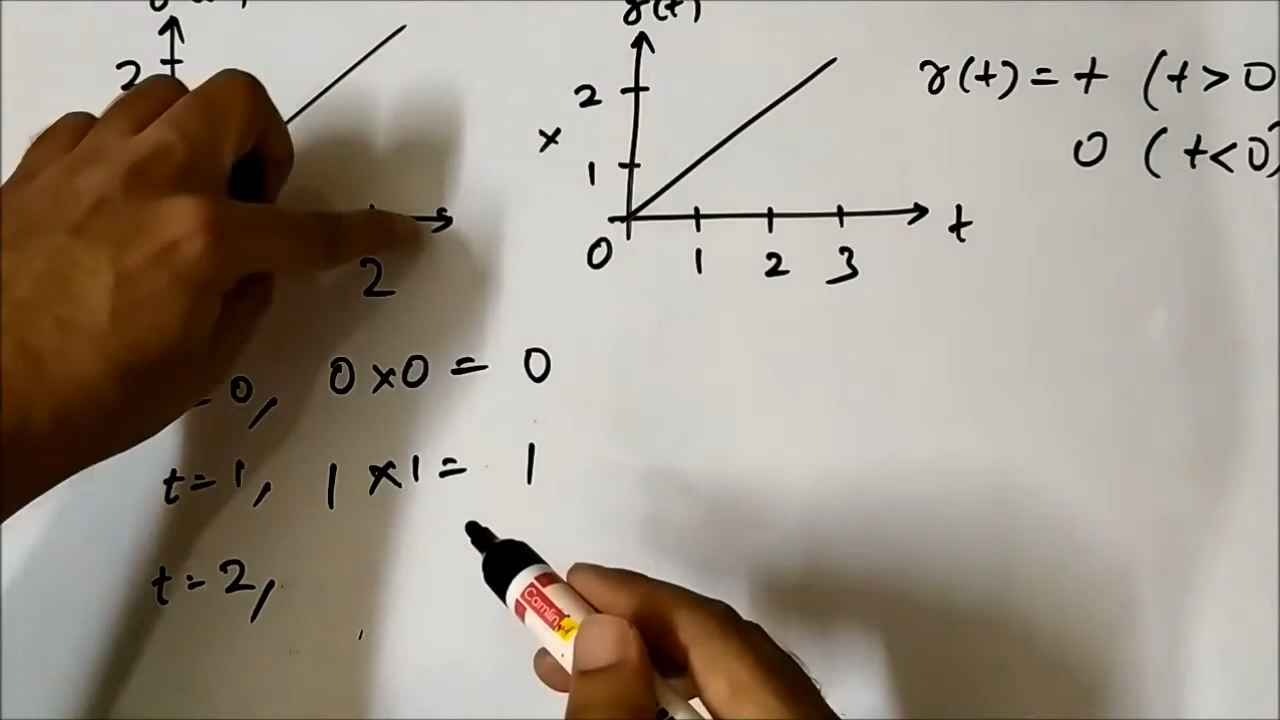 r(t)
2
2
×
1
0
1 2 3
t
r(t) = t (t > 0
0 (t < 0)
2
= 0, 0 × 0 = 0
t = 1, 1 × 1 = 1
t = 2,
Camlin